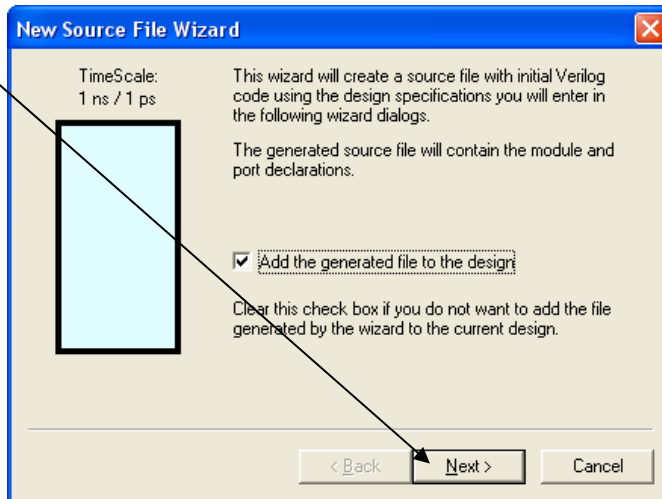 New Source File Wizard
TimeScale:
1 ns / 1 ps
This wizard will create a source file with initial Verilog
code using the design specifications you will enter in
the following wizard dialogs.
The generated source file will contain the module and
port declarations.
Add the generated file to the design
Clear this check box if you do not want to add the file
generated by the wizard to the current design.
< Back
Next >
Cancel